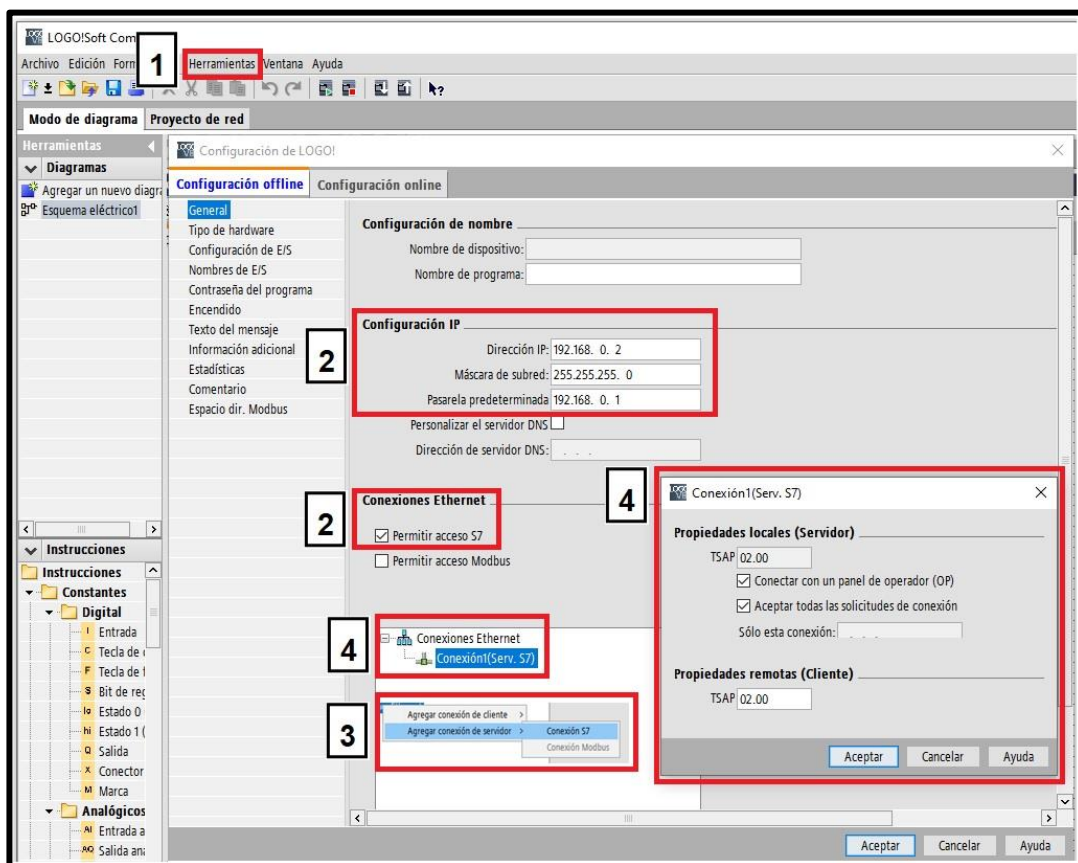 LOGO!Soft Com
1
Archivo Edición Form Herramientas Ventana Ayuda
Modo de diagrama Proyecto de red
Herramientas
Diagramas
Agregar un nuevo diagra
Esquema eléctrico1
Configuración de LOGO!
Configuración offline Configuración online
General
Tipo de hardware
Configuración de E/S
Nombres de E/S
Contraseña del programa
Encendido
Texto del mensaje
Información adicional
Estadísticas
Comentario
Espacio dir. Modbus
Configuración de nombre
Nombre de dispositivo:
Nombre de programa:
2
Configuración IP
Dirección IP: 192.168. 0. 2
Máscara de subred: 255.255.255. 0
Pasarela predeterminada 192.168. 0. 1
Personalizar el servidor DNS
Dirección de servidor DNS: . . .
2
Conexiones Ethernet
Permitir acceso S7
Permitir acceso Modbus
4
Conexiones Ethernet
Conexión1(Serv. S7)
3
Agregar conexión de cliente >
Agregar conexión de servidor > Conexión S7
Conexión Modbus
4
Conexión1(Serv. S7)
Propiedades locales (Servidor)
TSAP 02.00
Conectar con un panel de operador (OP)
Aceptar todas las solicitudes de conexión
Sólo esta conexión: . . .
Propiedades remotas (Cliente)
TSAP 02.00
Aceptar Cancelar Ayuda
Instrucciones
Instrucciones
Constantes
Digital
I Entrada
C Tecla de
F Tecla de f
S Bit de reg
lo Estado 0
hi Estado 1 (
Q Salida
X Conector
M Marca
Analógicos
AI Entrada a
AQ Salida ana
Aceptar Cancelar Ayuda